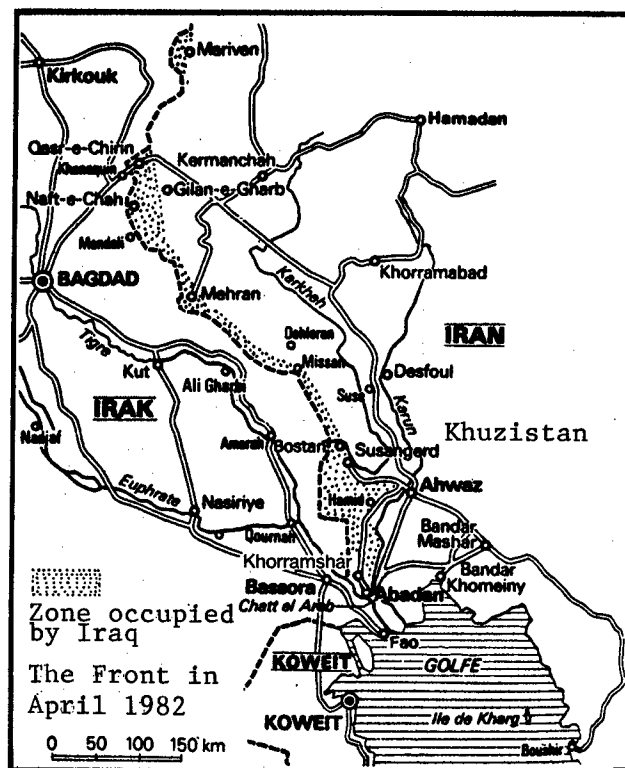 Mariven
Kirkouk
Hamadan
Qasr-e-Chirin
Khanaquin
Kermanchah
Gilan-e-Gharb
Naft-e-Chah
Mandali
BAGDAD
Khorramabad
Karkheh
Mehran
Tigre
Dehloran
IRAN
Missan
Kut
Ali Gharbi
Desfoul
Suse
Karun
IRAK
Nadjaf
Amarah
Bostan
Susangerd
Khuzistan
Euphrate
Nasiriye
Hamid
Ahwaz
Qournah
Bandar
Mashar
Khorramshar
Bandar
Khomeiny
Bassora
Abadan
Chatt el Arab
Fao
Zone occupied
by Iraq
The Front in
April 1982
KOWEIT
GOLFE
KOWEIT
Ile de Kharg
Bouchir
0 50 100 150 km